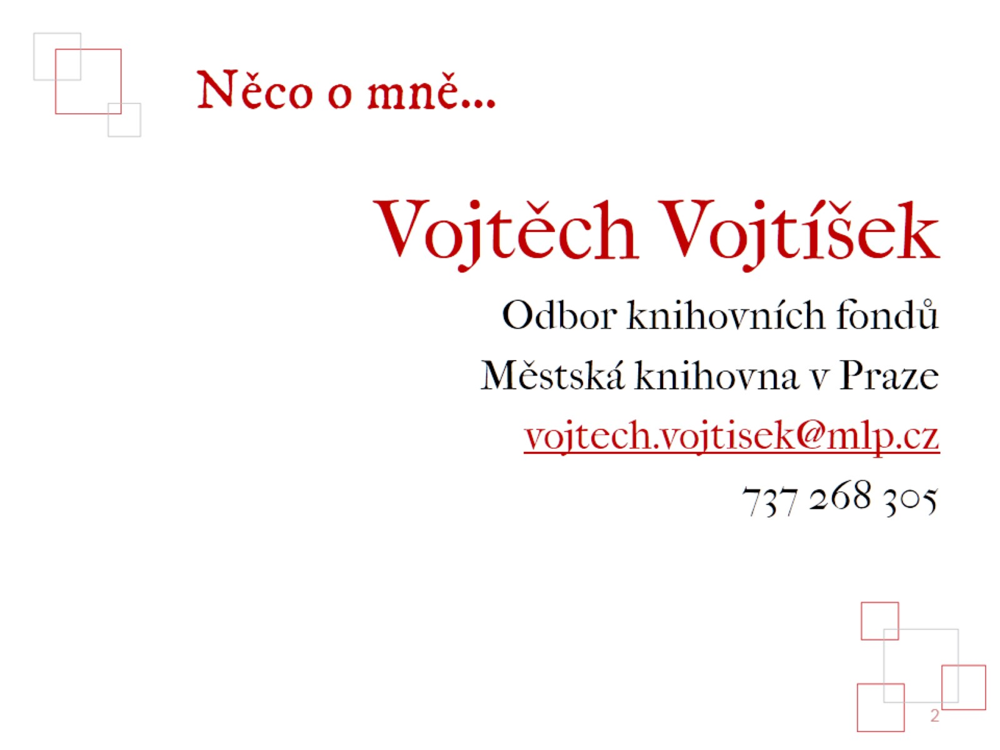 Něco o mně...
Vojtěch Vojtíšek
Odbor knihovních fondů
Městská knihovna v Praze
vojtech.vojtisek@mlp.cz
737 268 305
2